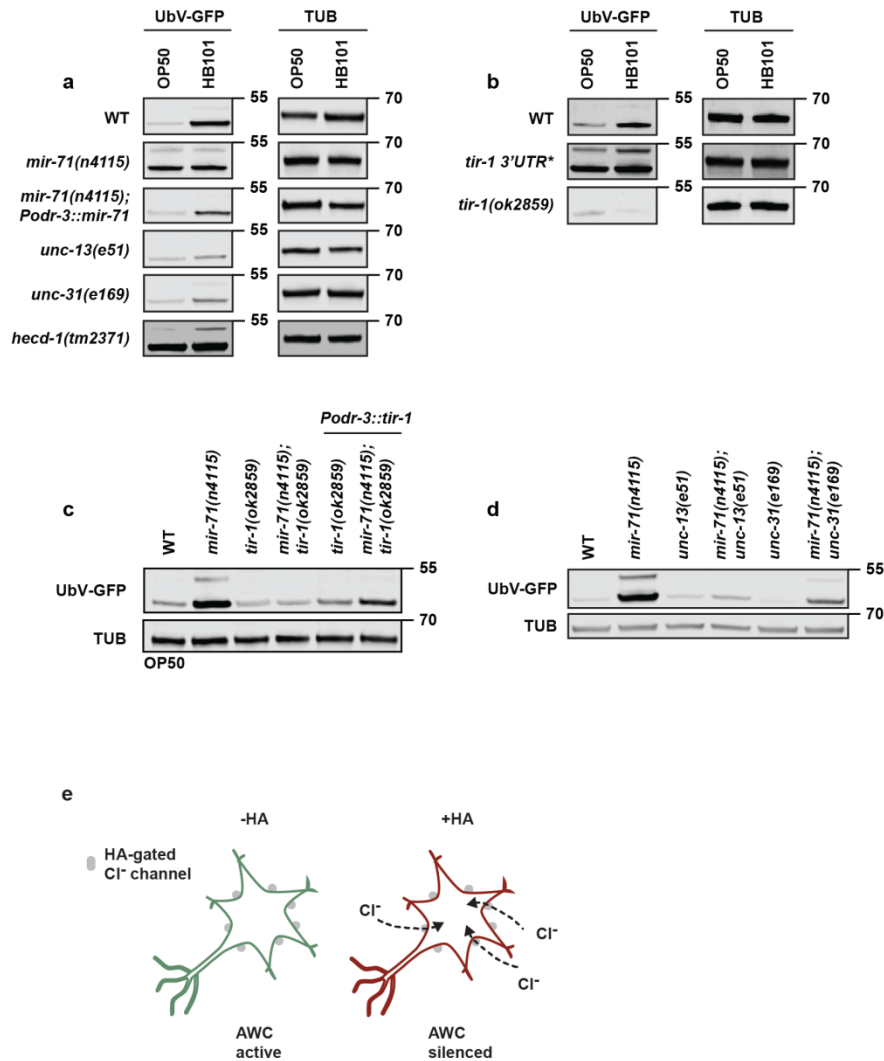 UbV-GFP TUB
OP50 HB101 OP50 HB101
a
WT 55 70
mir-71(n4115) 55 70
mir-71(n4115);
Podr-3::mir-71 55 70
unc-13(e51) 55 70
unc-31(e169) 55 70
hecd-1(tm2371) 55 70
UbV-GFP TUB
OP50 HB101 OP50 HB101
b
WT 55 70
tir-1 3'UTR* 55 70
tir-1(ok2859) 55 70
Podr-3::tir-1
c
WT
mir-71(n4115)
tir-1(ok2859)
mir-71(n4115);
tir-1(ok2859)
tir-1(ok2859)
mir-71(n4115);
tir-1(ok2859)
UbV-GFP 55
TUB 70
OP50
d
WT
mir-71(n4115)
unc-13(e51)
mir-71(n4115);
unc-13(e51)
unc-31(e169)
mir-71(n4115);
unc-31(e169)
UbV-GFP 55
TUB 70
e
-HA +HA
HA-gated
Cl⁻ channel
Cl⁻
Cl⁻
Cl⁻
AWC
active
AWC
silenced